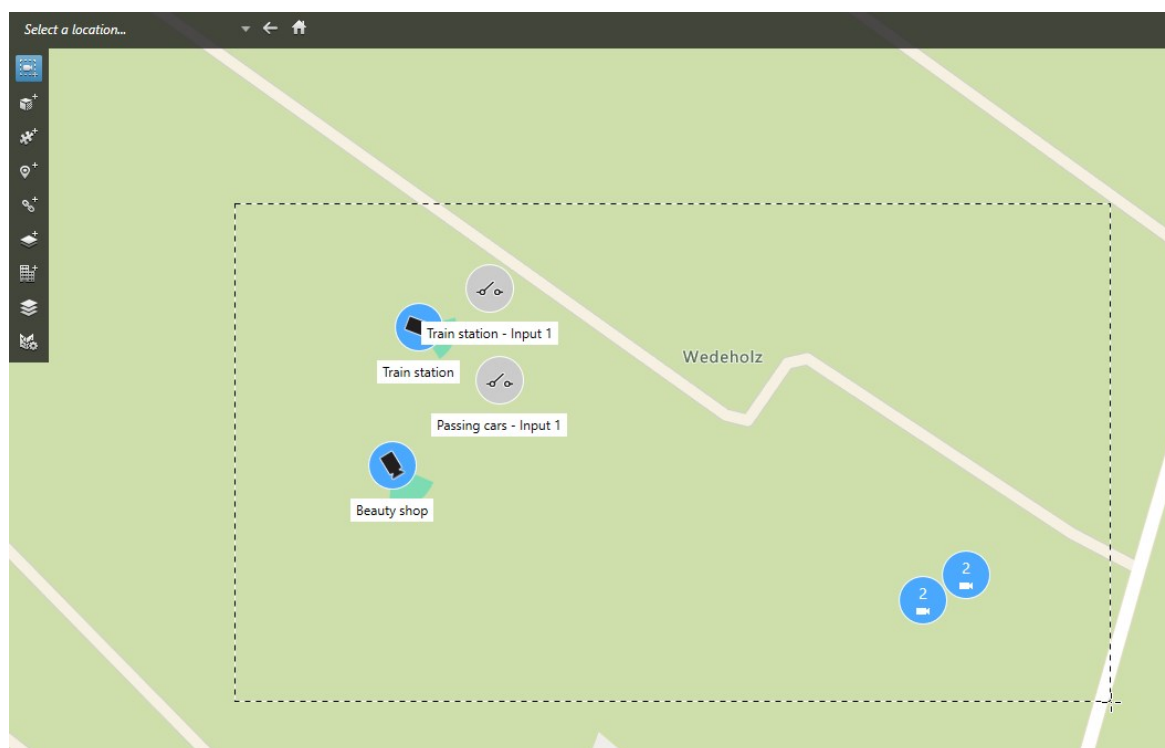 Select a location...
Train station - Input 1
Train station
Wedeholz
Passing cars - Input 1
Beauty shop
2
2